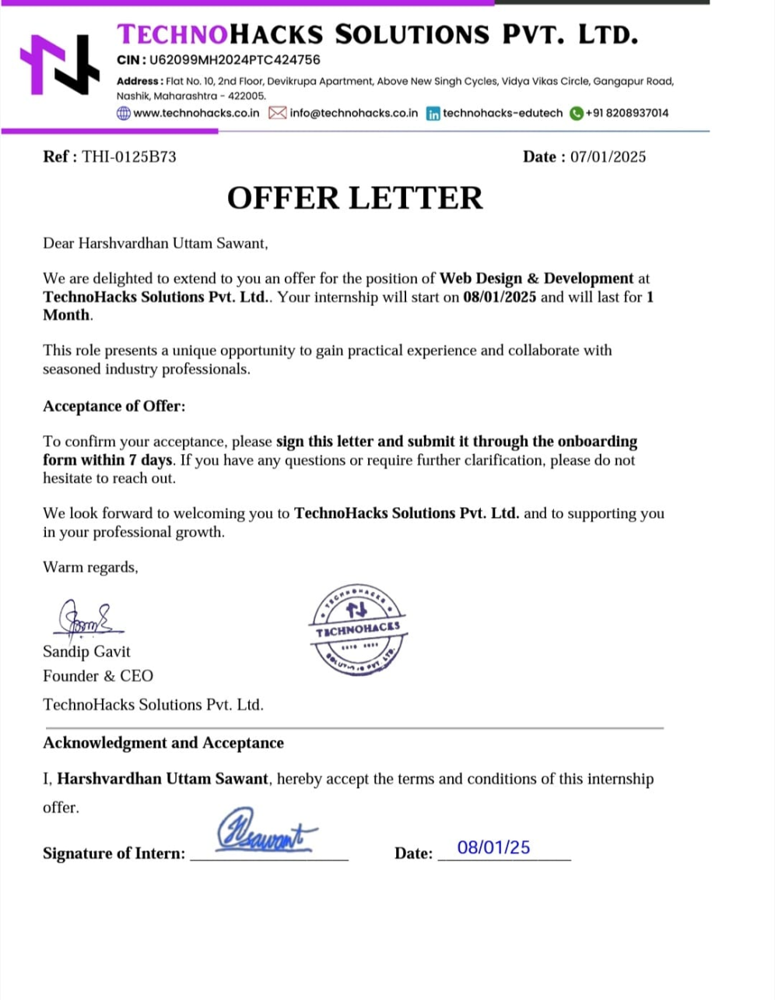 TECHNOHACKS SOLUTIONS PVT. LTD.
CIN : U62099MH2024PTC424756
Address : Flat No. 10, 2nd Floor, Devikrupa Apartment, Above New Singh Cycles, Vidya Vikas Circle, Gangapur Road,
Nashik, Maharashtra - 422005.
www.technohacks.co.in info@technohacks.co.in in technohacks-edutech +91 8208937014
Ref : THI-0125B73 Date : 07/01/2025
OFFER LETTER
Dear Harshvardhan Uttam Sawant,
We are delighted to extend to you an offer for the position of Web Design & Development at
TechnoHacks Solutions Pvt. Ltd.. Your internship will start on 08/01/2025 and will last for 1
Month.
This role presents a unique opportunity to gain practical experience and collaborate with
seasoned industry professionals.
Acceptance of Offer:
To confirm your acceptance, please sign this letter and submit it through the onboarding
form within 7 days. If you have any questions or require further clarification, please do not
hesitate to reach out.
We look forward to welcoming you to TechnoHacks Solutions Pvt. Ltd. and to supporting you
in your professional growth.
Warm regards,
TECHNOHACKS
TECHNOHACKS
PVT. LTD.
Sandip Gavit
Founder & CEO
TechnoHacks Solutions Pvt. Ltd.
Acknowledgment and Acceptance
I, Harshvardhan Uttam Sawant, hereby accept the terms and conditions of this internship
offer.
Hsawant
Signature of Intern: Date: 08/01/25